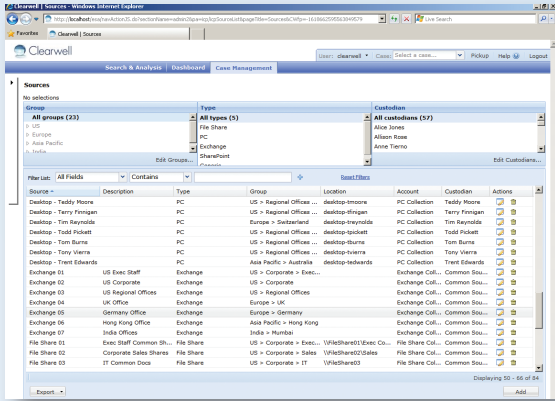 Clearwell | Sources - Windows Internet Explorer
Live Search
Favorites Clearwell | Sources
Clearwell
User: clearwell Case: Select a case... Pickup Help Logout
Search & Analysis | Dashboard Case Management
Sources
No selections
Group Type Custodian
All groups (23) All types (5) All custodians (57)
US File Share Alice Jones
Europe PC Allison Rose
Asia Pacific Exchange Anne Tierno
India SharePoint
Edit Groups... Edit Custodians...
Filter List: All Fields Contains Reset Filters
Source Description Type Group Location Account Custodian Actions
Desktop - Teddy Moore PC US > Regional Offices ... desktop-tmoore PC Collection Teddy Moore
Desktop - Terry Finnigan PC US > Regional Offices ... desktop-tfinnigan PC Collection Terry Finnigan
Desktop - Tim Reynolds PC Europe > Switzerland desktop-treynolds PC Collection Tim Reynolds
Desktop - Todd Pickett PC US > Regional Offices ... desktop-tpickett PC Collection Todd Pickett
Desktop - Tom Burns PC US > Regional Offices ... desktop-tburns PC Collection Tom Burns
Desktop - Tony Vierra PC US > Regional Offices ... desktop-tvierra PC Collection Tony Vierra
Desktop - Trent Edwards PC Asia Pacific > Australia desktop-tedwards PC Collection Trent Edwards
Exchange 01 US Exec Staff Exchange US > Corporate > Exec... Exchange Coll... Common Sou...
Exchange 02 US Corporate Exchange US > Corporate Exchange Coll... Common Sou...
Exchange 03 US Regional Offices Exchange US > Regional Offices Exchange Coll... Common Sou...
Exchange 04 UK Office Exchange Europe > UK Exchange Coll... Common Sou...
Exchange 05 Germany Office Exchange Europe > Germany Exchange Coll... Common Sou...
Exchange 06 Hong Kong Office Exchange Asia Pacific > Hong Kong Exchange Coll... Common Sou...
Exchange 07 India Offices Exchange India > Mumbai Exchange Coll... Common Sou...
File Share 01 Exec Staff Common Sh... File Share US > Corporate > Exec... \\FileShare01\Exec Co... File Share Col... Common Sou...
File Share 02 Corporate Sales Shares File Share US > Corporate > Sales \\FileShare02\Sales File Share Col... Common Sou...
File Share 03 IT Common Docs File Share US > Corporate > IT \\FileShare03 File Share Col... Common Sou...
Displaying 50 - 66 of 84
Export Add